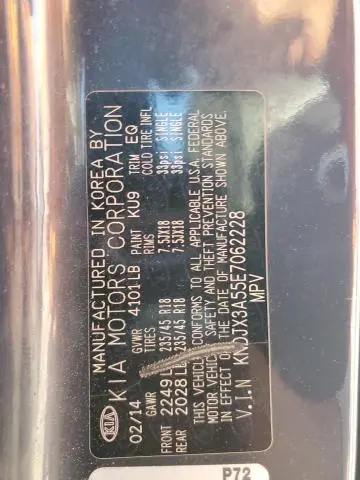 MANUFACTURED IN KOREA BY
KIA KIA MOTORS CORPORATION
02/14 GVWR 4101 LB PAINT KU9 TRIM EQ
GAWR TIRES RIMS COLD TIRE INFL
FRONT 2249 L 235/45 R18 7.5JX18 33psi SINGLE
REAR 2028 L 235/45 R18 7.5JX18 33psi SINGLE
THIS VEHICLE CONFORMS TO ALL APPLICABLE U.S.A. FEDERAL
MOTOR VEHICLE SAFETY AND THEFT PREVENTION STANDARDS
IN EFFECT ON THE DATE OF MANUFACTURE SHOWN ABOVE.
V.I.N KNDDX3A55E7062228
MPV
P72